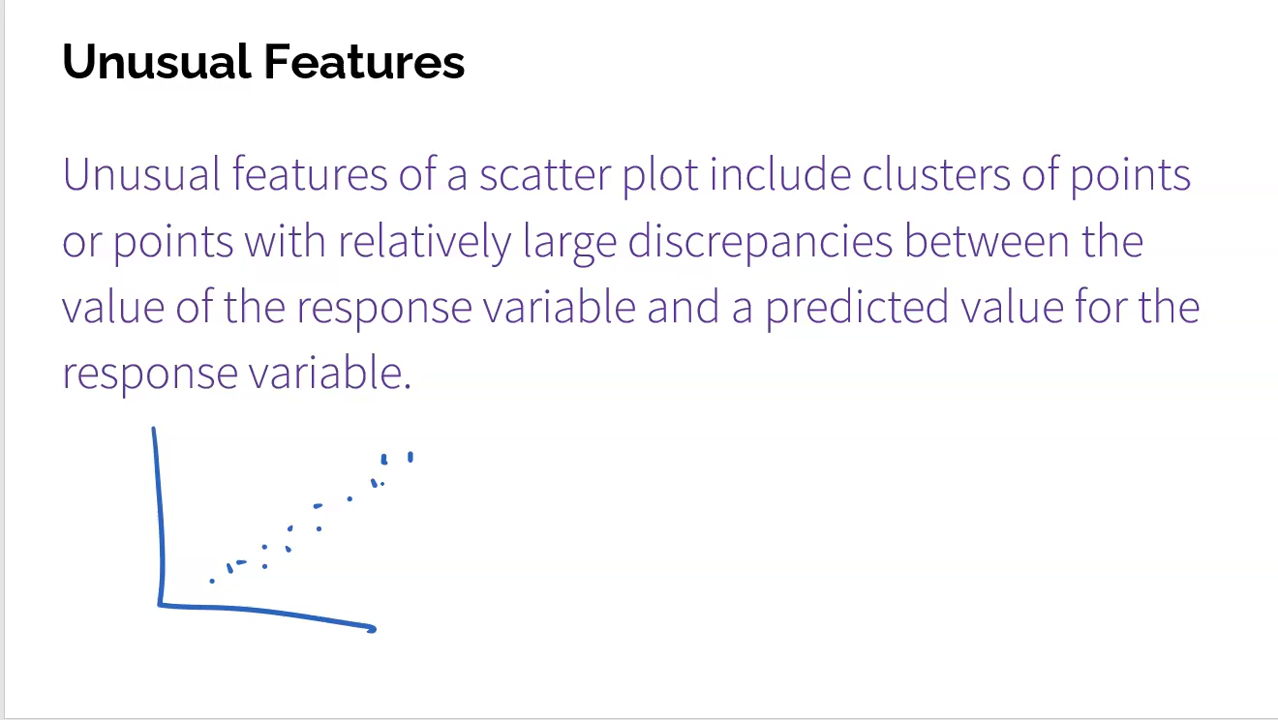 Unusual Features
Unusual features of a scatter plot include clusters of points
or points with relatively large discrepancies between the
value of the response variable and a predicted value for the
response variable.